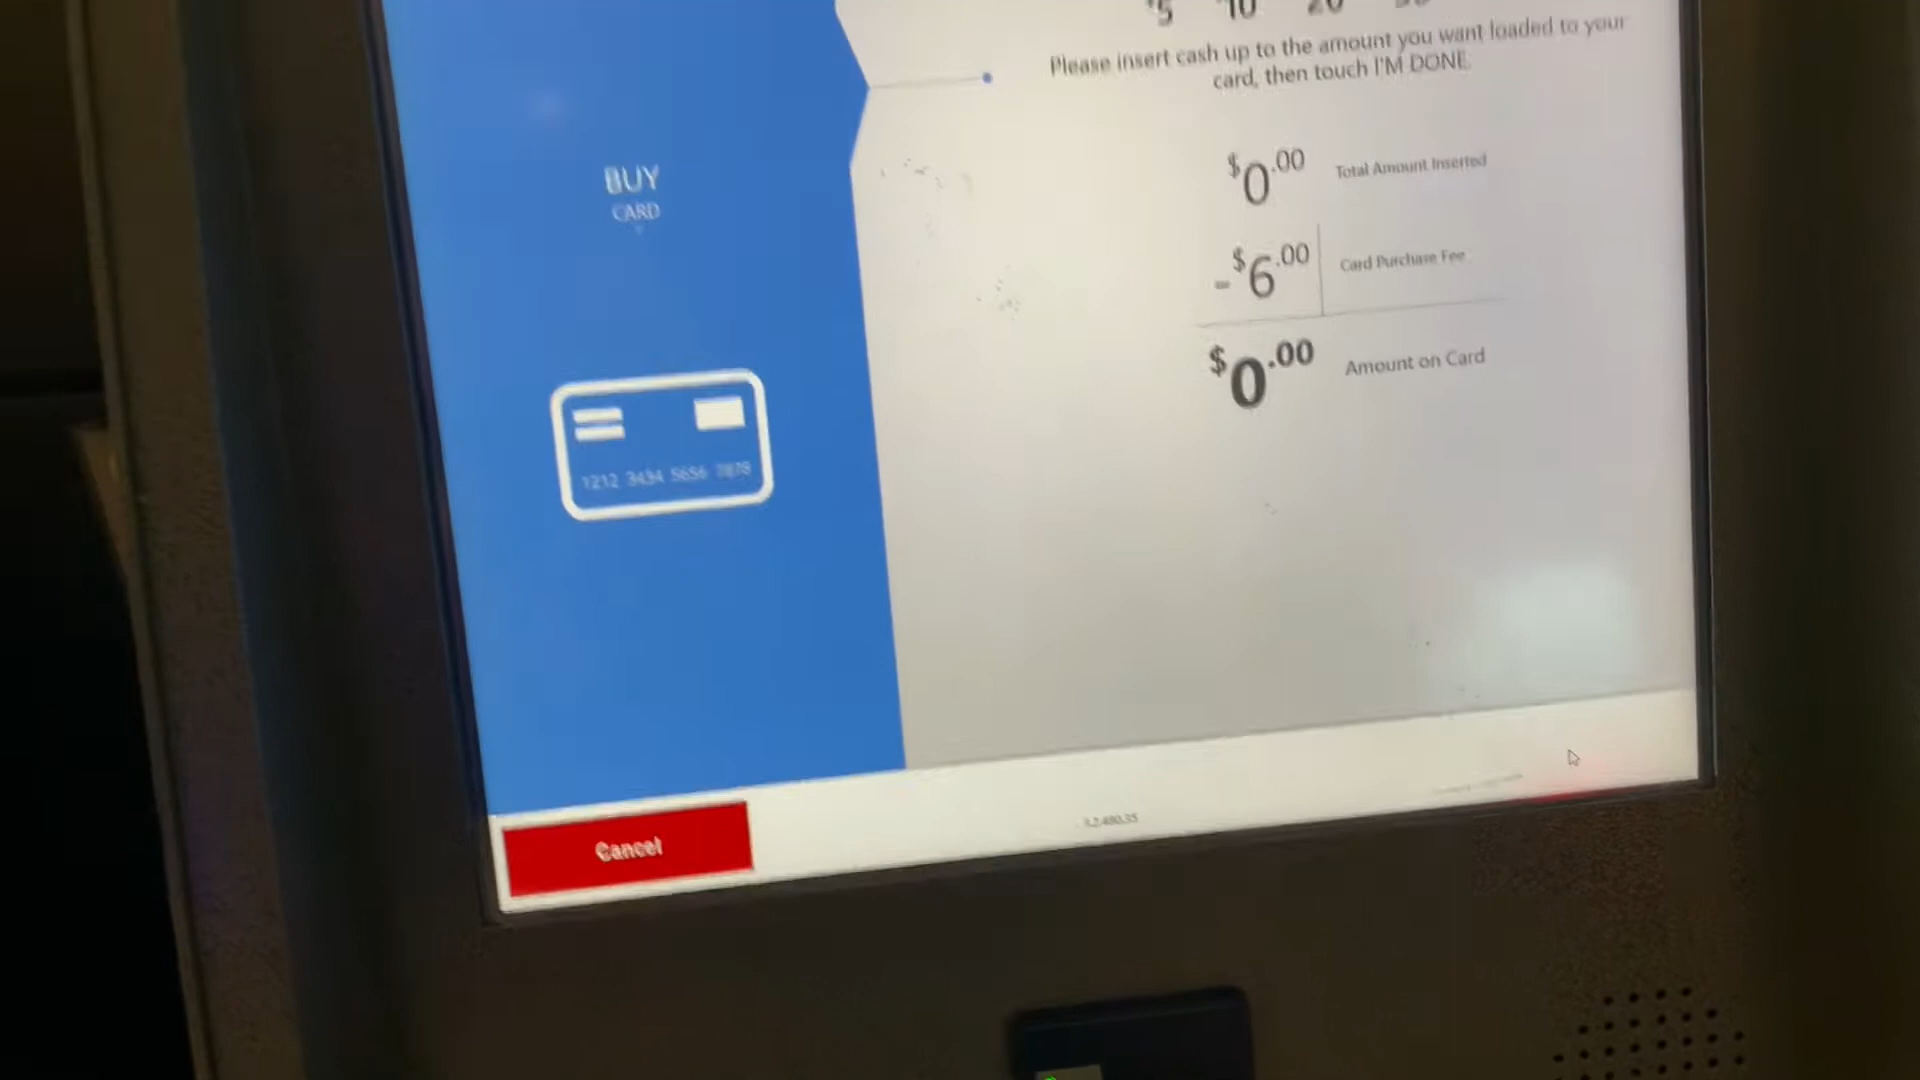 $5 10 20
Please insert cash up to the amount you want loaded to your
card, then touch I'M DONE
$0.00 Total Amount Inserted
-$6.00 Card Purchase Fee
$0.00 Amount on Card
BUY
CARD
1212 3434 5656 7878
Cancel